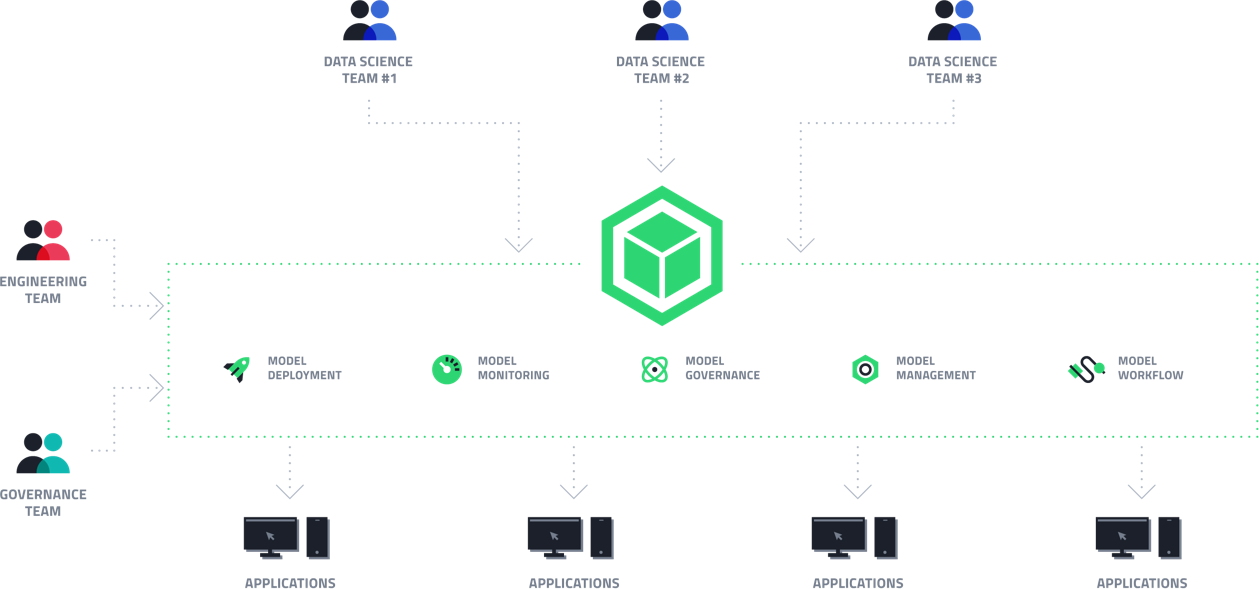 DATA SCIENCE
TEAM #1
DATA SCIENCE
TEAM #2
DATA SCIENCE
TEAM #3
ENGINEERING
TEAM
MODEL
DEPLOYMENT
MODEL
MONITORING
MODEL
GOVERNANCE
MODEL
MANAGEMENT
MODEL
WORKFLOW
GOVERNANCE
TEAM
APPLICATIONS
APPLICATIONS
APPLICATIONS
APPLICATIONS